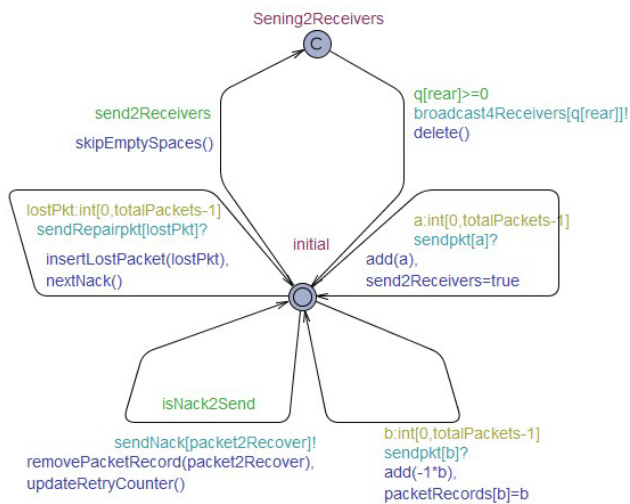 Sening2Receivers
C
send2Receivers
skipEmptySpaces()
q[rear]>=0
broadcast4Receivers[q[rear]]!
delete()
lostPkt:int[0,totalPackets-1]
sendRepairpkt[lostPkt]?
insertLostPacket(lostPkt),
nextNack()
initial
a:int[0,totalPackets-1]
sendpkt[a]?
add(a),
send2Receivers=true
isNack2Send
sendNack[packet2Recover]!
removePacketRecord(packet2Recover),
updateRetryCounter()
b:int[0,totalPackets-1]
sendpkt[b]?
add(-1*b),
packetRecords[b]=b